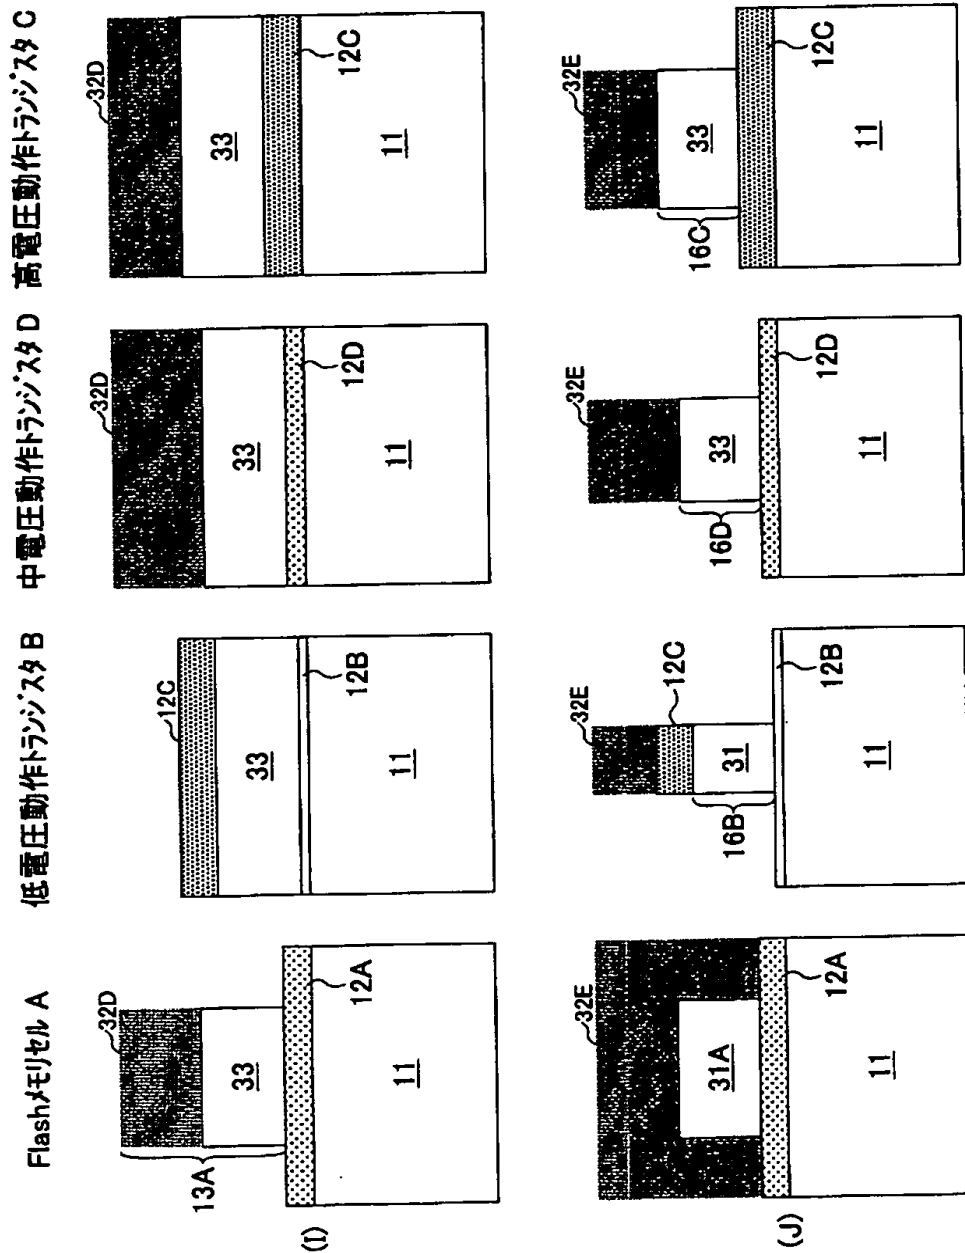 Flashメモリセル A
低電圧動作トランジスタ B
中電圧動作トランジスタ D
高電圧動作トランジスタ C
(I)
13A
32D
33
12A
11
12C
33
12B
11
32D
33
12D
11
32D
33
12C
11
(J)
32E
31A
12A
11
32E
12C
16B
31
12B
11
32E
16D
33
12D
11
32E
16C
33
12C
11